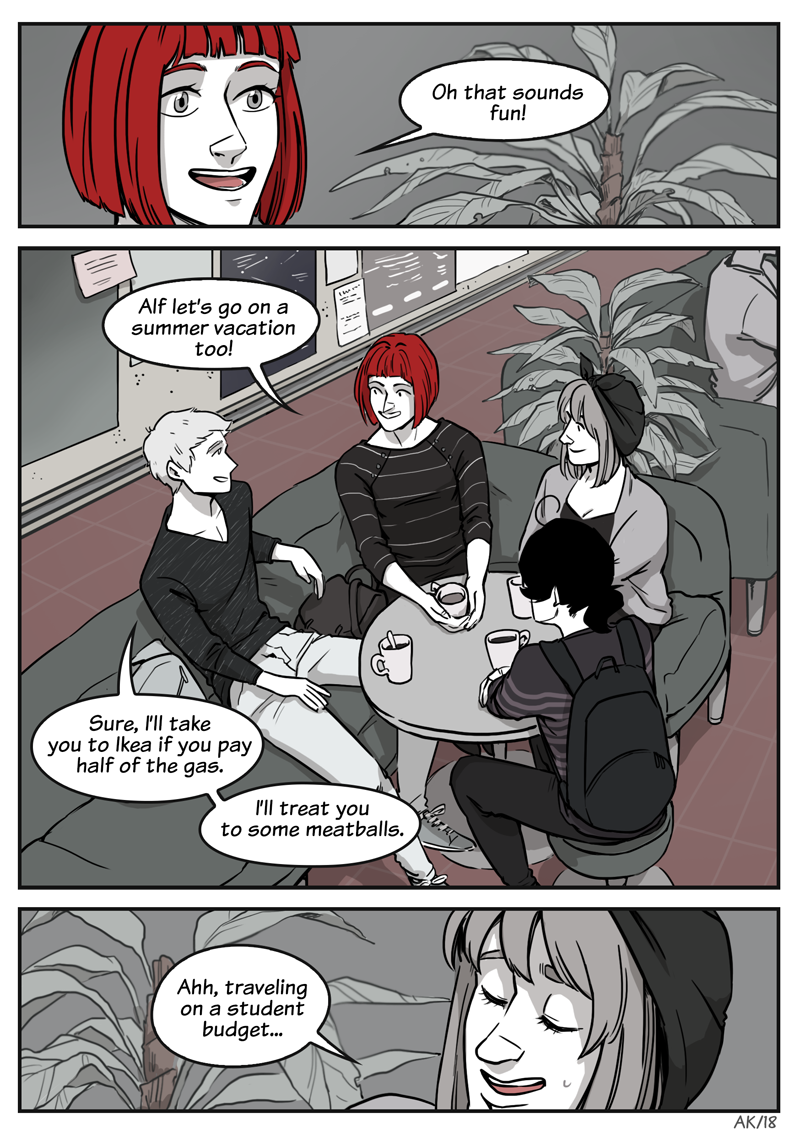 Oh that sounds
fun!
Alf let's go on a
summer vacation
too!
Sure, I'll take
you to Ikea if you pay
half of the gas.
I'll treat you
to some meatballs.
Ahh, traveling
on a student
budget...
AK/18